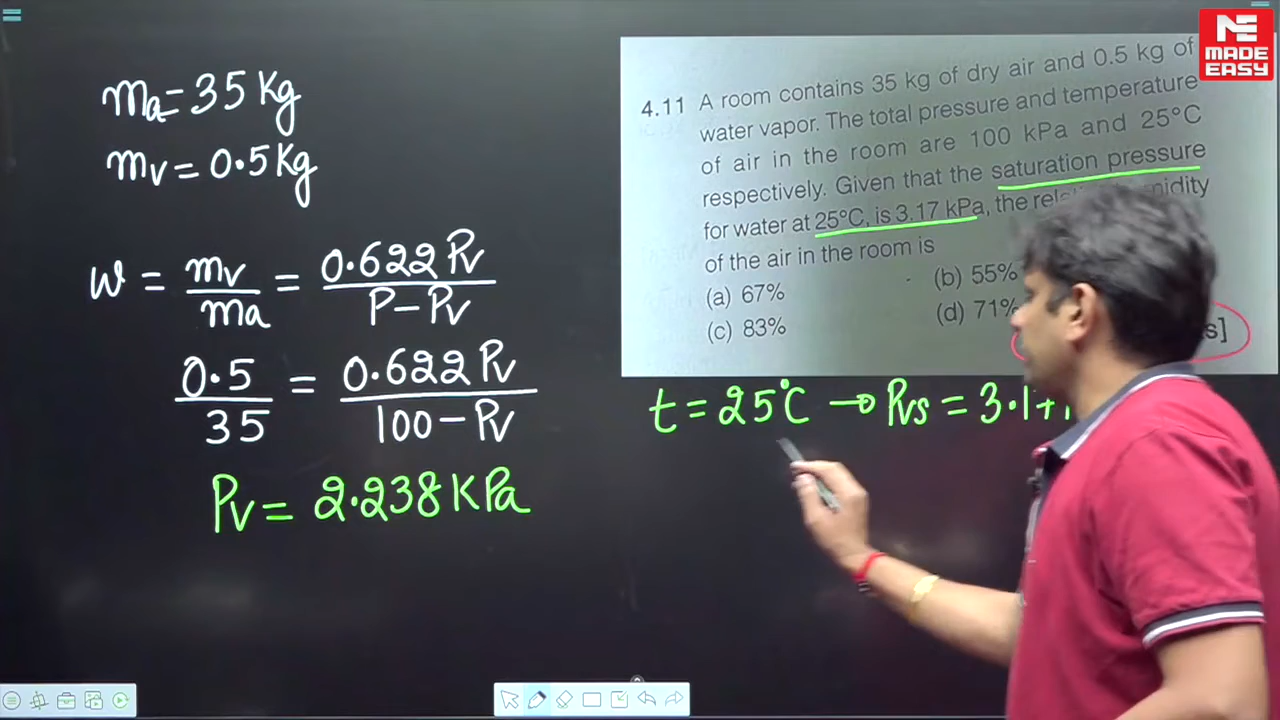 mₐ = 35 Kg
mᵥ = 0.5 Kg
w = mᵥ/mₐ = 0.622 Pᵥ/P − Pᵥ
0.5/35 = 0.622 Pᵥ/100 − Pᵥ
Pᵥ = 2.238 KPa
MADE
EASY
4.11 A room contains 35 kg of dry air and 0.5 kg of
water vapor. The total pressure and temperature
of air in the room are 100 kPa and 25°C
respectively. Given that the saturation pressure
for water at 25°C, is 3.17 kPa, the
of the air in the room is
(a) 67% (b) 55%
(c) 83% (d) 71%
t = 25°C → Pvs = 3.1